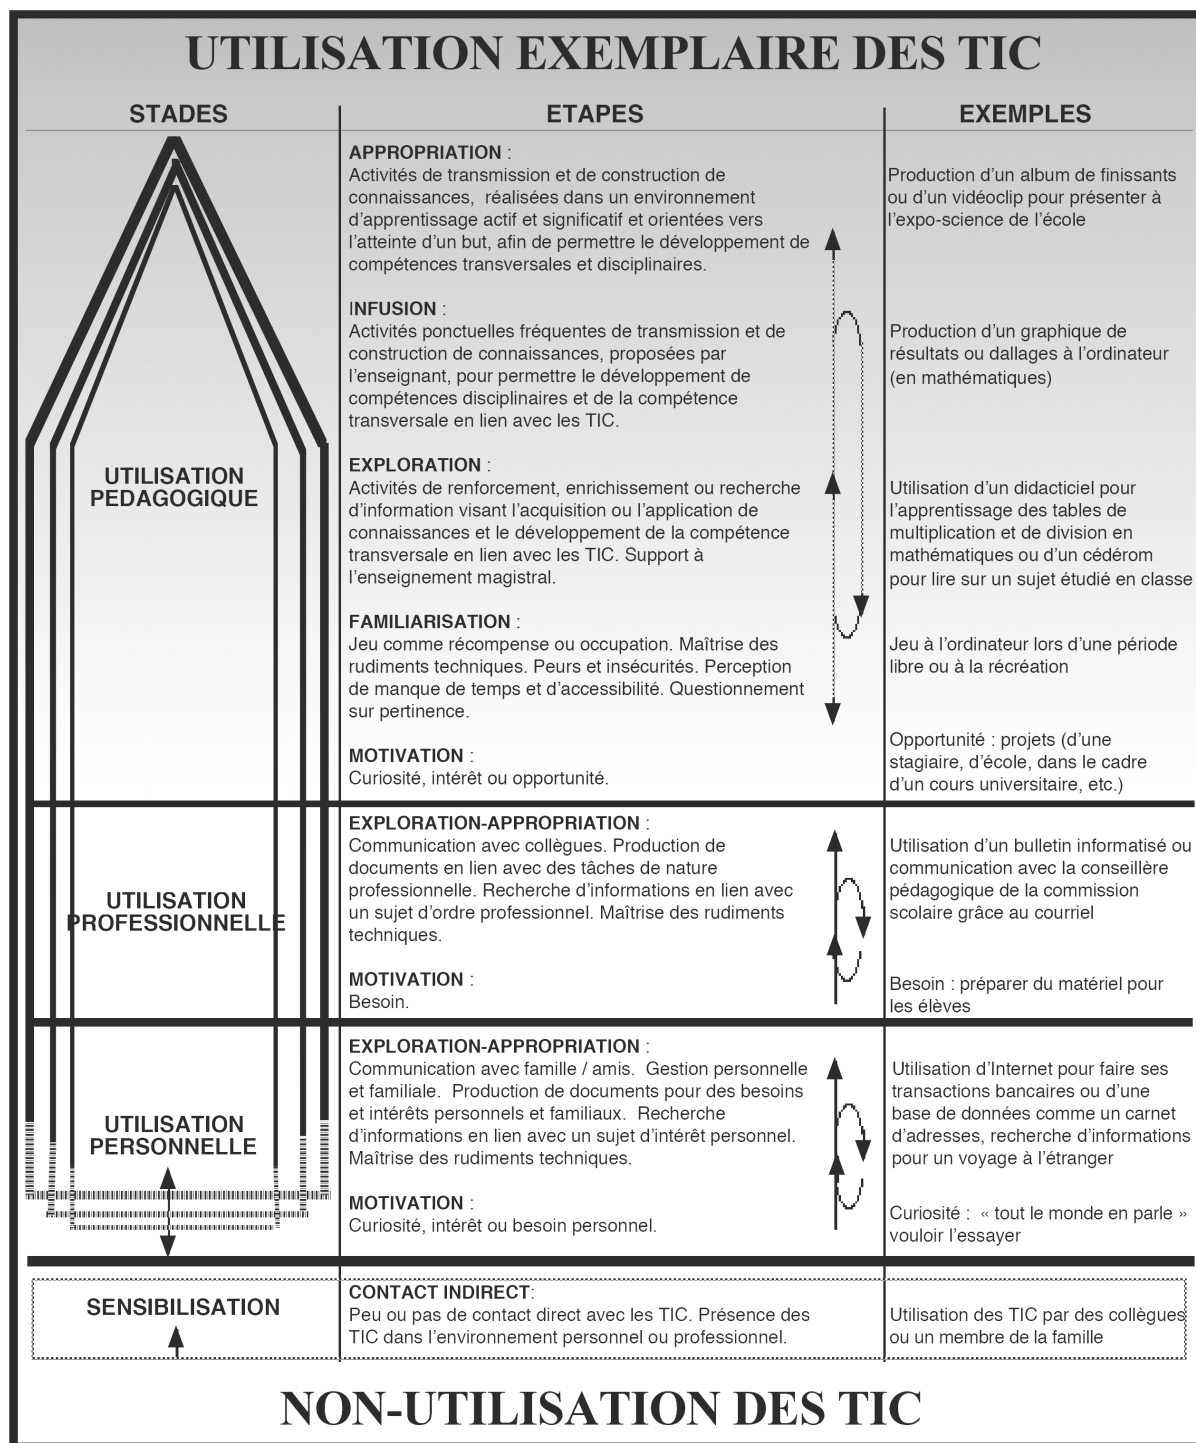 UTILISATION EXEMPLAIRE DES TIC
STADES
ETAPES
EXEMPLES
APPROPRIATION :
Activités de transmission et de construction de
connaissances, réalisées dans un environnement
d'apprentissage actif et significatif et orientées vers
l'atteinte d'un but, afin de permettre le développement de
compétences transversales et disciplinaires.
Production d'un album de finissants
ou d'un vidéoclip pour présenter à
l'expo-science de l'école
INFUSION :
Activités ponctuelles fréquentes de transmission et de
construction de connaissances, proposées par
l'enseignant, pour permettre le développement de
compétences disciplinaires et de la compétence
transversale en lien avec les TIC.
Production d'un graphique de
résultats ou dallages à l'ordinateur
(en mathématiques)
UTILISATION
PEDAGOGIQUE
EXPLORATION :
Activités de renforcement, enrichissement ou recherche
d'information visant l'acquisition ou l'application de
connaissances et le développement de la compétence
transversale en lien avec les TIC. Support à
l'enseignement magistral.
Utilisation d'un didacticiel pour
l'apprentissage des tables de
multiplication et de division en
mathématiques ou d'un cédérom
pour lire sur un sujet étudié en classe
FAMILIARISATION :
Jeu comme récompense ou occupation. Maîtrise des
rudiments techniques. Peurs et insécurités. Perception
de manque de temps et d'accessibilité. Questionnement
sur pertinence.
Jeu à l'ordinateur lors d'une période
libre ou à la récréation
MOTIVATION :
Curiosité, intérêt ou opportunité.
Opportunité : projets (d'une
stagiaire, d'école, dans le cadre
d'un cours universitaire, etc.)
UTILISATION
PROFESSIONNELLE
EXPLORATION-APPROPRIATION :
Communication avec collègues. Production de
documents en lien avec des tâches de nature
professionnelle. Recherche d'informations en lien avec
un sujet d'ordre professionnel. Maîtrise des rudiments
techniques.
Utilisation d'un bulletin informatisé ou
communication avec la conseillère
pédagogique de la commission
scolaire grâce au courriel
MOTIVATION :
Besoin.
Besoin : préparer du matériel pour
les élèves
UTILISATION
PERSONNELLE
EXPLORATION-APPROPRIATION :
Communication avec famille / amis. Gestion personnelle
et familiale. Production de documents pour des besoins
et intérêts personnels et familiaux. Recherche
d'informations en lien avec un sujet d'intérêt personnel.
Maîtrise des rudiments techniques.
Utilisation d'Internet pour faire ses
transactions bancaires ou d'une
base de données comme un carnet
d'adresses, recherche d'informations
pour un voyage à l'étranger
MOTIVATION :
Curiosité, intérêt ou besoin personnel.
Curiosité : « tout le monde en parle »
vouloir l'essayer
SENSIBILISATION
CONTACT INDIRECT:
Peu ou pas de contact direct avec les TIC. Présence des
TIC dans l'environnement personnel ou professionnel.
Utilisation des TIC par des collègues
ou un membre de la famille
NON-UTILISATION DES TIC